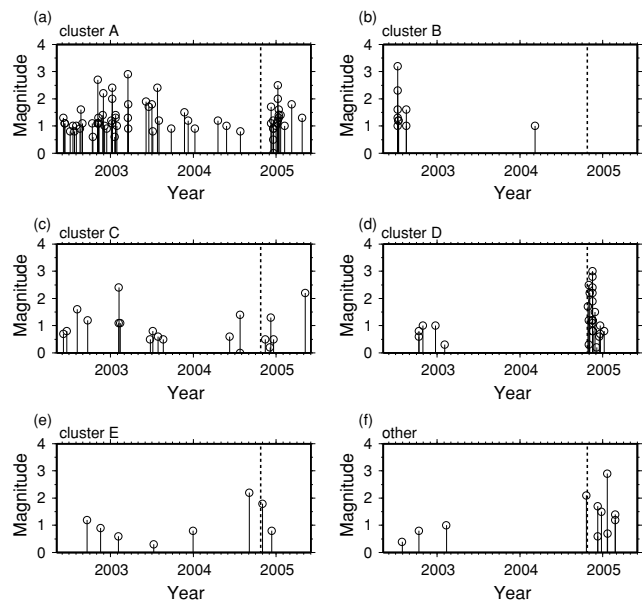 (a) (b)
cluster A cluster B
4 4
3 3
2 2
1 1
0 0
Magnitude Magnitude
2003 2004 2005 2003 2004 2005
Year Year
(c) (d)
cluster C cluster D
4 4
3 3
2 2
1 1
0 0
Magnitude Magnitude
2003 2004 2005 2003 2004 2005
Year Year
(e) (f)
cluster E other
4 4
3 3
2 2
1 1
0 0
Magnitude Magnitude
2003 2004 2005 2003 2004 2005
Year Year